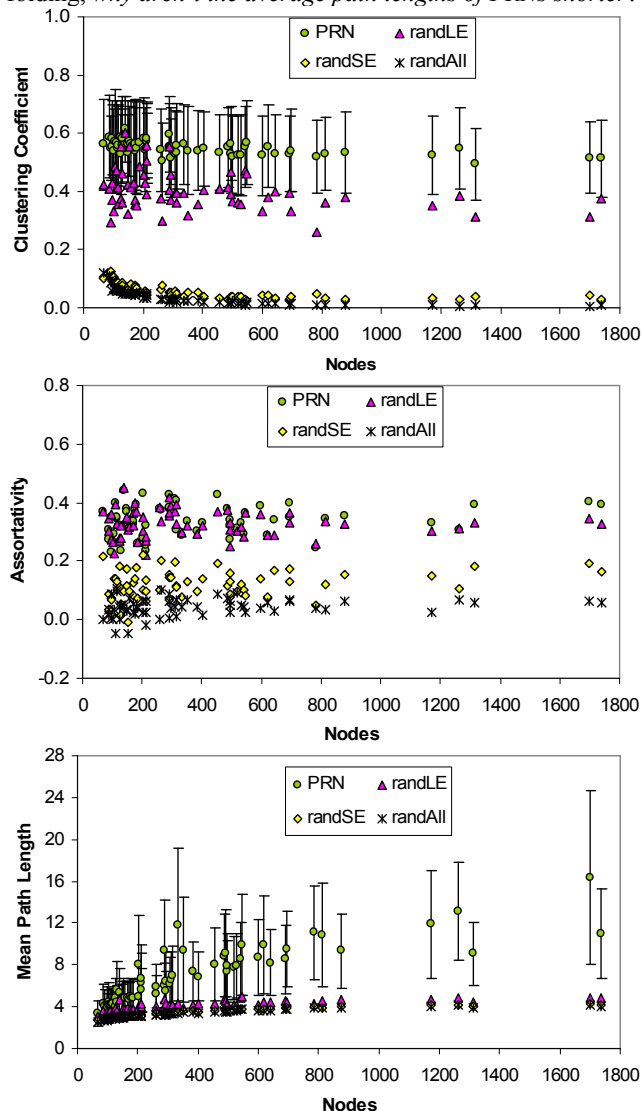 folding, why aren't the average path lengths of PRNs shorter?
PRN randLE
randSE randAll
Clustering Coefficient
1.0
0.8
0.6
0.4
0.2
0.0
0 200 400 600 800 1000 1200 1400 1600 1800
Nodes
PRN randLE
randSE randAll
Assortativity
0.8
0.6
0.4
0.2
0.0
-0.2
0 200 400 600 800 1000 1200 1400 1600 1800
Nodes
PRN randLE
randSE randAll
Mean Path Length
28
24
20
16
12
8
4
0
0 200 400 600 800 1000 1200 1400 1600 1800
Nodes